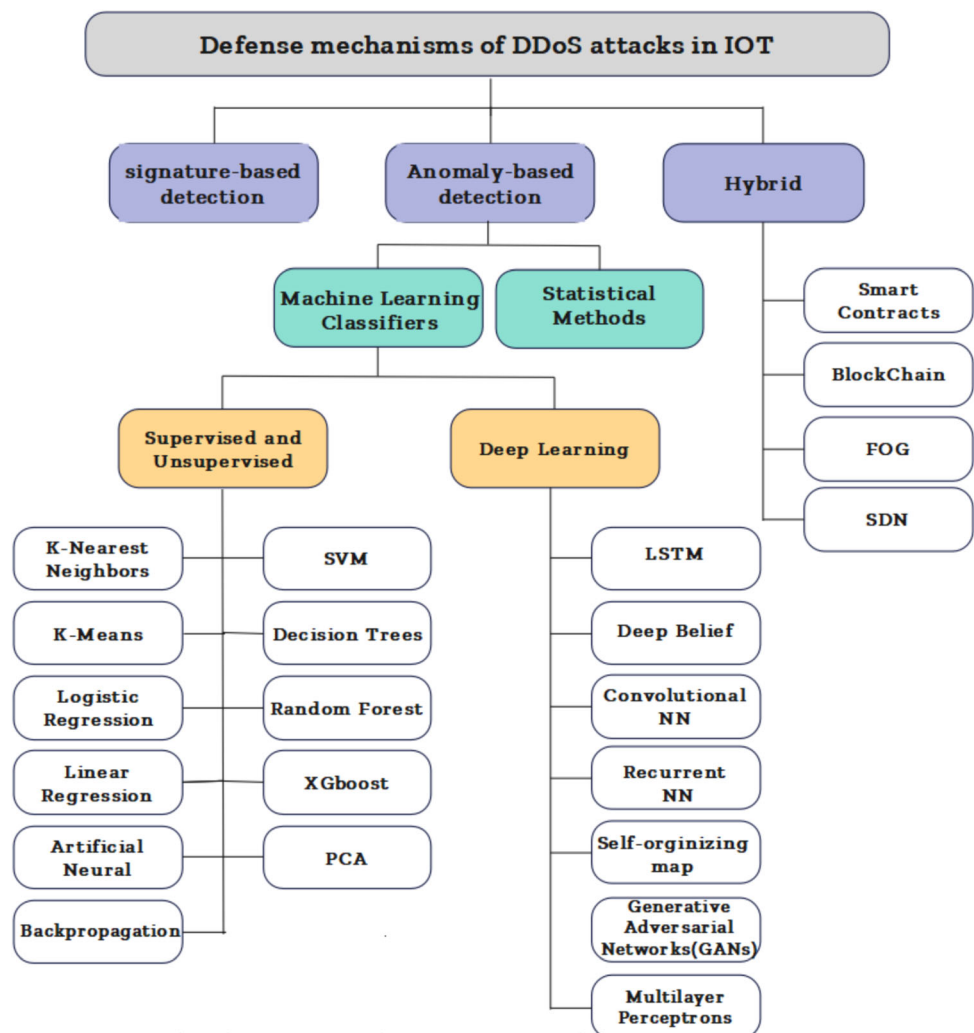 Defense mechanisms of DDoS attacks in IOT
signature-based
detection
Anomaly-based
detection
Hybrid
Machine Learning
Classifiers
Statistical
Methods
Smart
Contracts
BlockChain
FOG
SDN
Supervised and
Unsupervised
Deep Learning
K-Nearest
Neighbors
SVM
K-Means
Decision Trees
Logistic
Regression
Random Forest
Linear
Regression
XGboost
Artificial
Neural
PCA
Backpropagation
LSTM
Deep Belief
Convolutional
NN
Recurrent
NN
Self-orginizing
map
Generative
Adversarial
Networks(GANs)
Multilayer
Perceptrons